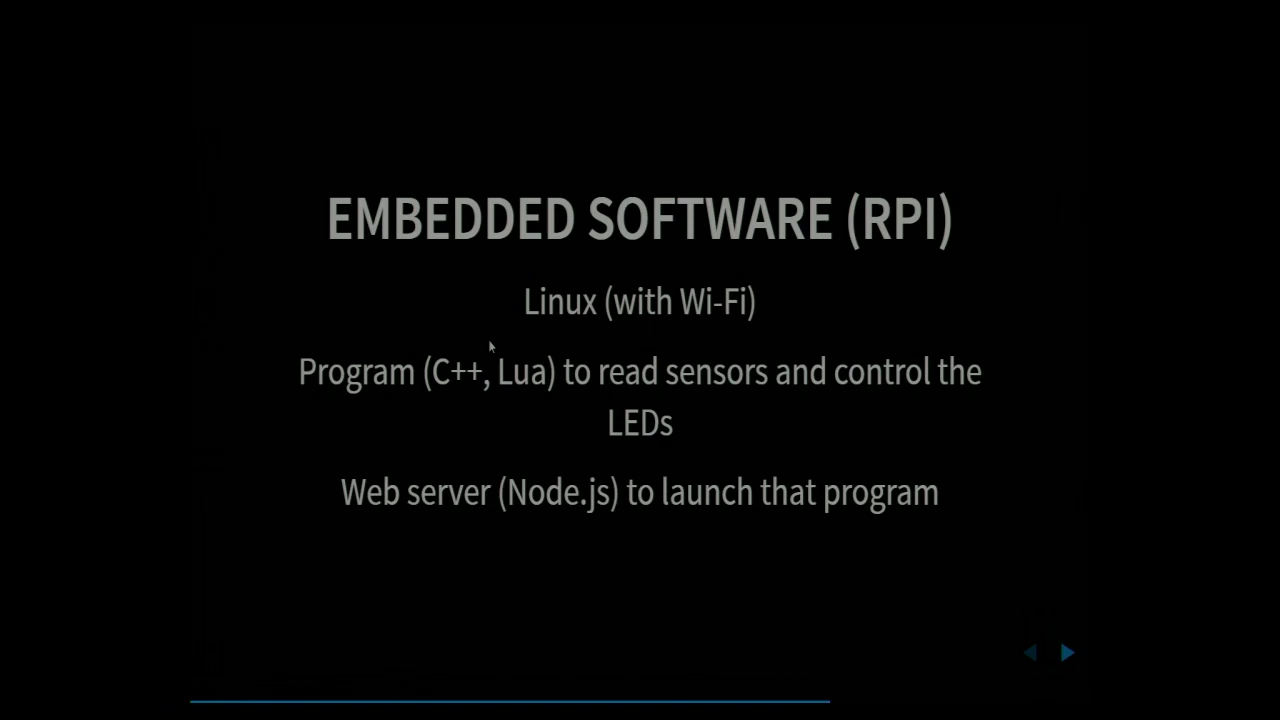 EMBEDDED SOFTWARE (RPI)
Linux (with Wi-Fi)
Program (C++, Lua) to read sensors and control the
LEDs
Web server (Node.js) to launch that program